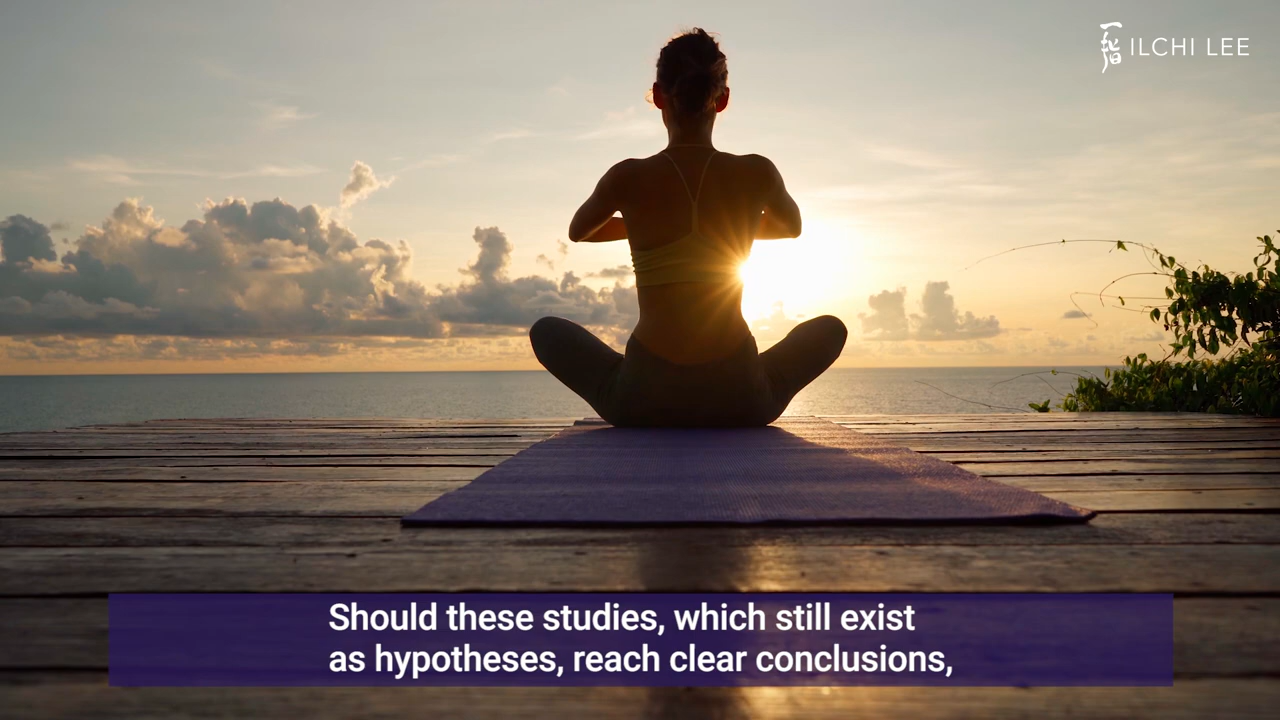 ILCHI LEE
Should these studies, which still exist
as hypotheses, reach clear conclusions,